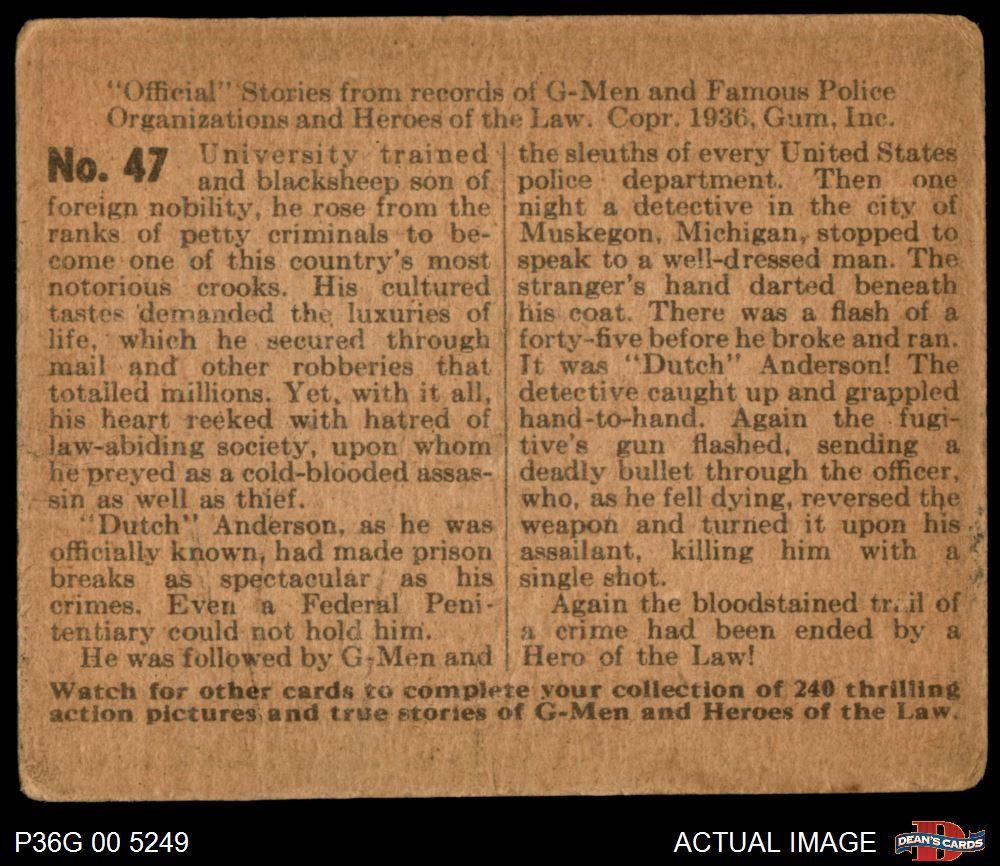 "Official" Stories from records of G-Men and Famous Police
Organizations and Heroes of the Law. Copr. 1936, Gum, Inc.
No. 47 University trained
and blacksheep son of
foreign nobility, he rose from the
ranks of petty criminals to be-
come one of this country's most
notorious crooks. His cultured
tastes demanded the luxuries of
life, which he secured through
mail and other robberies that
totalled millions. Yet, with it all,
his heart reeked with hatred of
law-abiding society, upon whom
he preyed as a cold-blooded assas-
sin as well as thief.
"Dutch" Anderson, as he was
officially known, had made prison
breaks as spectacular as his
crimes. Even a Federal Peni-
tentiary could not hold him.
He was followed by G-Men and
the sleuths of every United States
police department. Then one
night a detective in the city of
Muskegon, Michigan, stopped to
speak to a well-dressed man. The
stranger's hand darted beneath
his coat. There was a flash of a
forty-five before he broke and ran.
It was "Dutch" Anderson! The
detective caught up and grappled
hand-to-hand. Again the fugi-
tive's gun flashed, sending a
deadly bullet through the officer,
who, as he fell dying, reversed the
weapon and turned it upon his
assailant, killing him with a
single shot.
Again the bloodstained trail of
a crime had been ended by a
Hero of the Law!
Watch for other cards to complete your collection of 240 thrilling
action pictures and true stories of G-Men and Heroes of the Law.
P36G 00 5249
ACTUAL IMAGE
DEAN'S CARDS